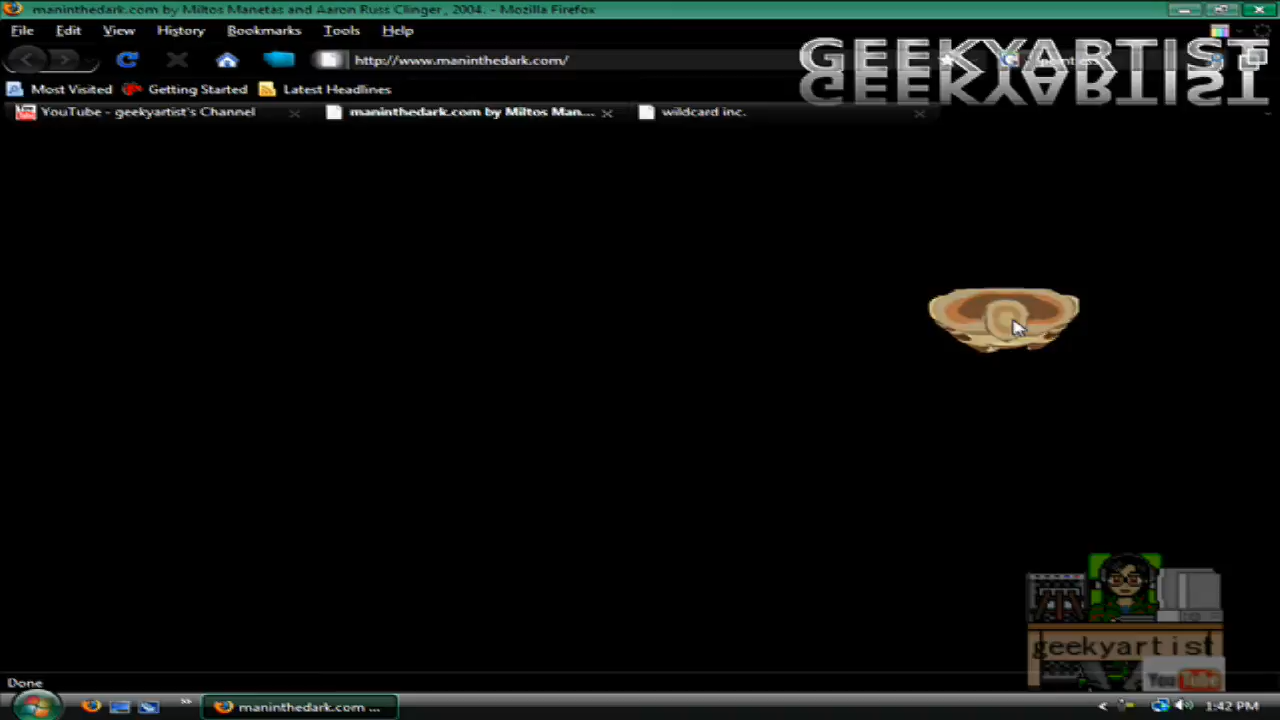 maninthedark.com by Miltos Manetas and Aaron Russ Clinger, 2004. - Mozilla Firefox
File Edit View History Bookmarks Tools Help
http://www.maninthedark.com/
GEEKYARTIST
Most Visited Getting Started Latest Headlines
YouTube - geekyartist's Channel maninthedark.com by Miltos Man... wildcard inc.
geekyartist
You Tube
Done
maninthedark.com ... 1:42 PM